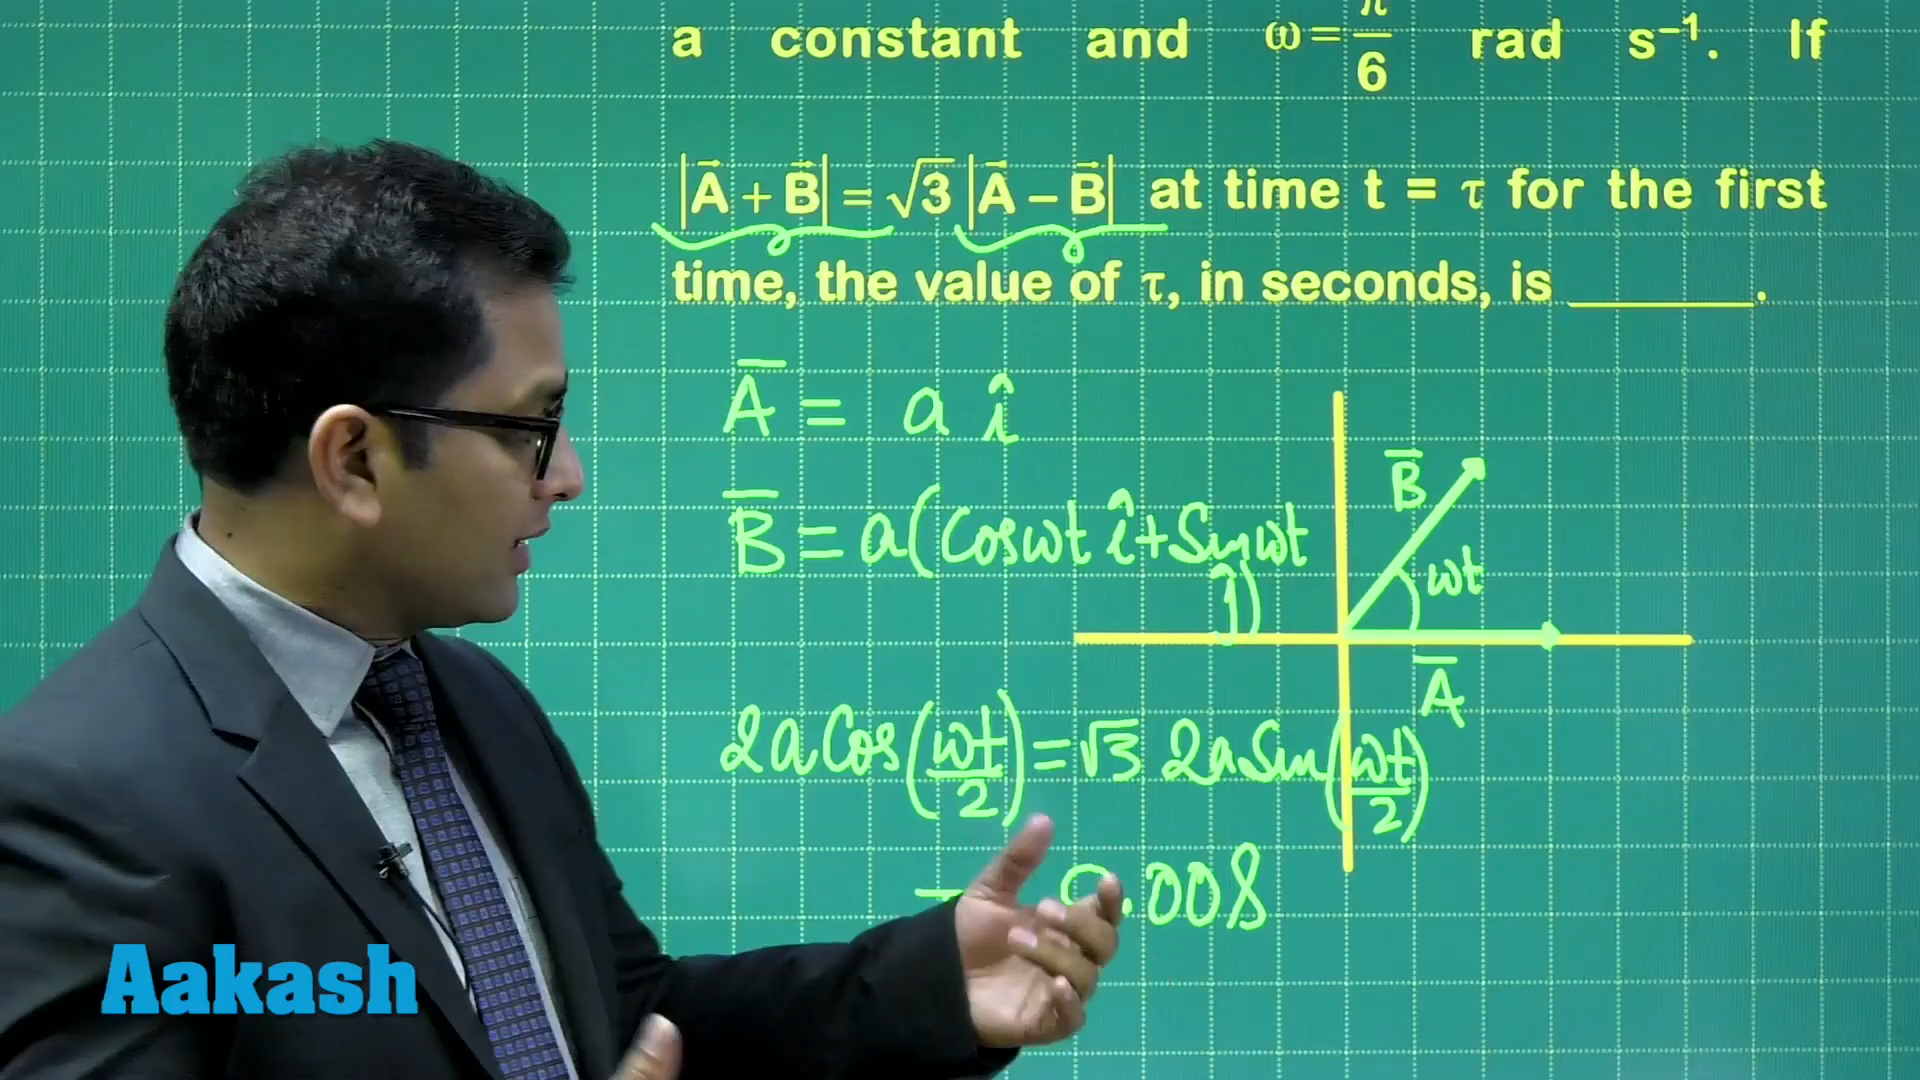 a constant and ω = π/6 rad s⁻¹. If
|A⃗ + B⃗| = √3 |A⃗ − B⃗| at time t = τ for the first
time, the value of τ, in seconds, is ______.
A̅ = a î
B̅ = a(Cosωt î + Sinωt
ĵ)
B̅
ωt
A̅
2a Cos(ωt/2) = √3 2a Sin(ωt/2)
.00s
Aakash